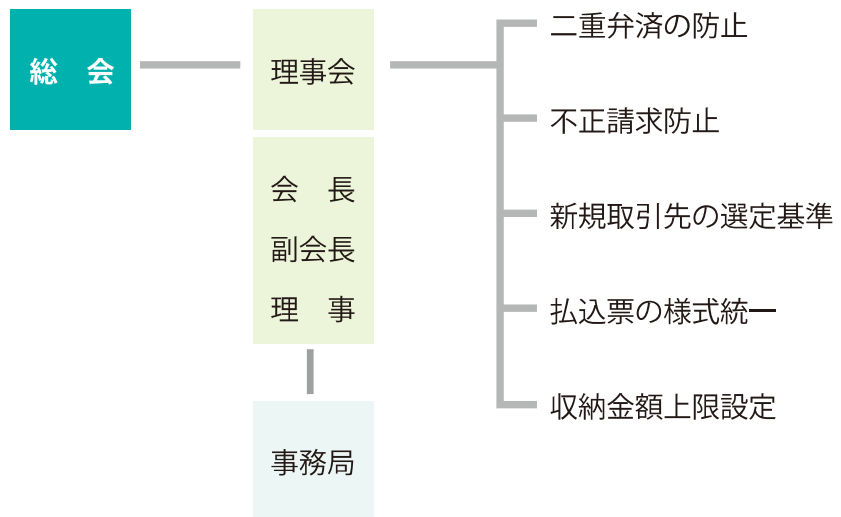 総　会
理事会
会　長
副会長
理　事
事務局
二重弁済の防止
不正請求防止
新規取引先の選定基準
払込票の様式統一
収納金額上限設定